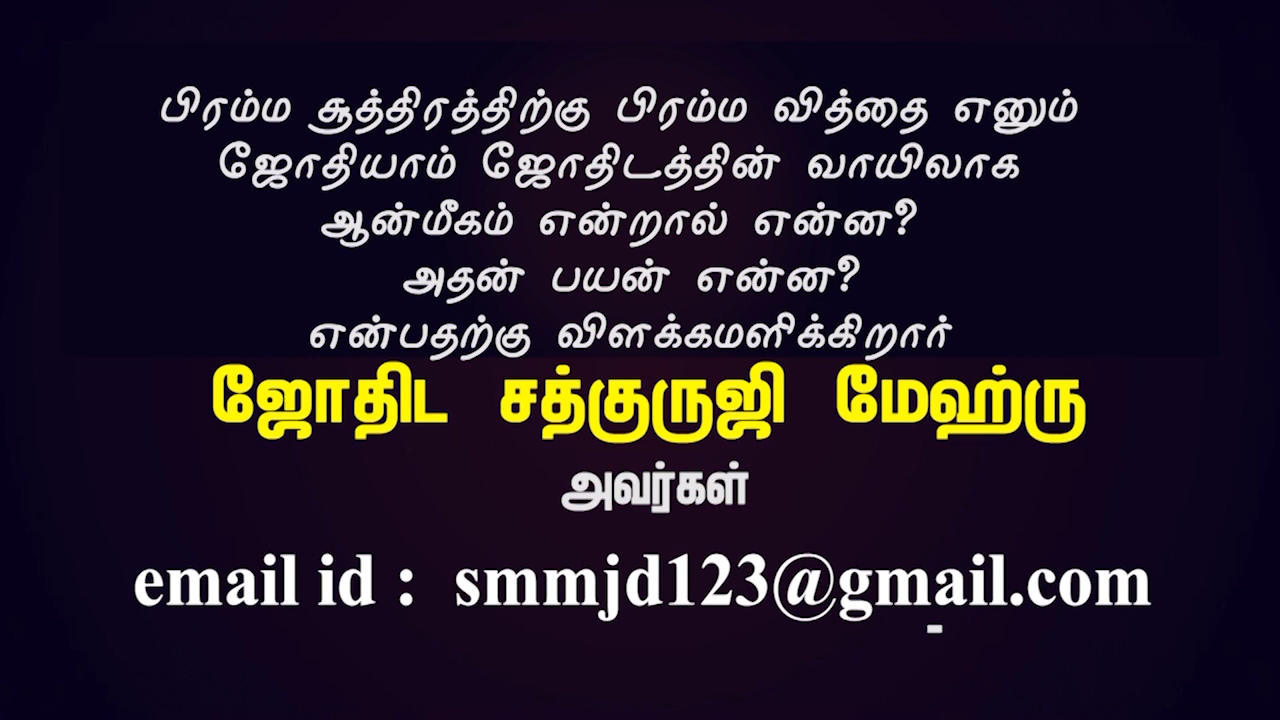 பிரம்ம சூத்திரத்திற்கு பிரம்ம வித்தை எனும்
ஜோதியாம் ஜோதிடத்தின் வாயிலாக
ஆன்மீகம் என்றால் என்ன?
அதன் பயன் என்ன?
என்பதற்கு விளக்கமளிக்கிறார்
ஜோதிட சத்குருஜி மேஹ்ரு
அவர்கள்
email id : smmjd123@gmail.com
-